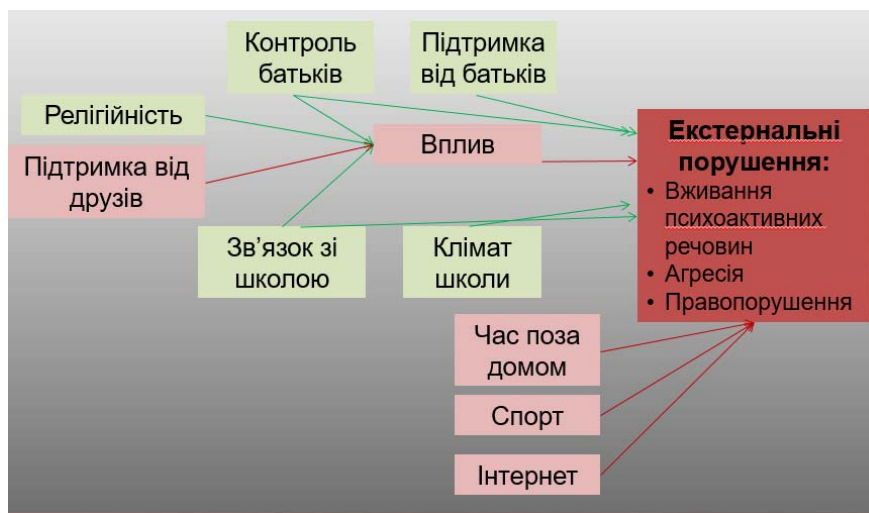 Контроль
батьків
Підтримка
від батьків
Релігійність
Підтримка від
друзів
Вплив
Екстернальні
порушення:
• Вживання
психоактивних
речовин
• Агресія
• Правопорушення
Зв’язок зі
школою
Клімат
школи
Час поза
домом
Спорт
Інтернет